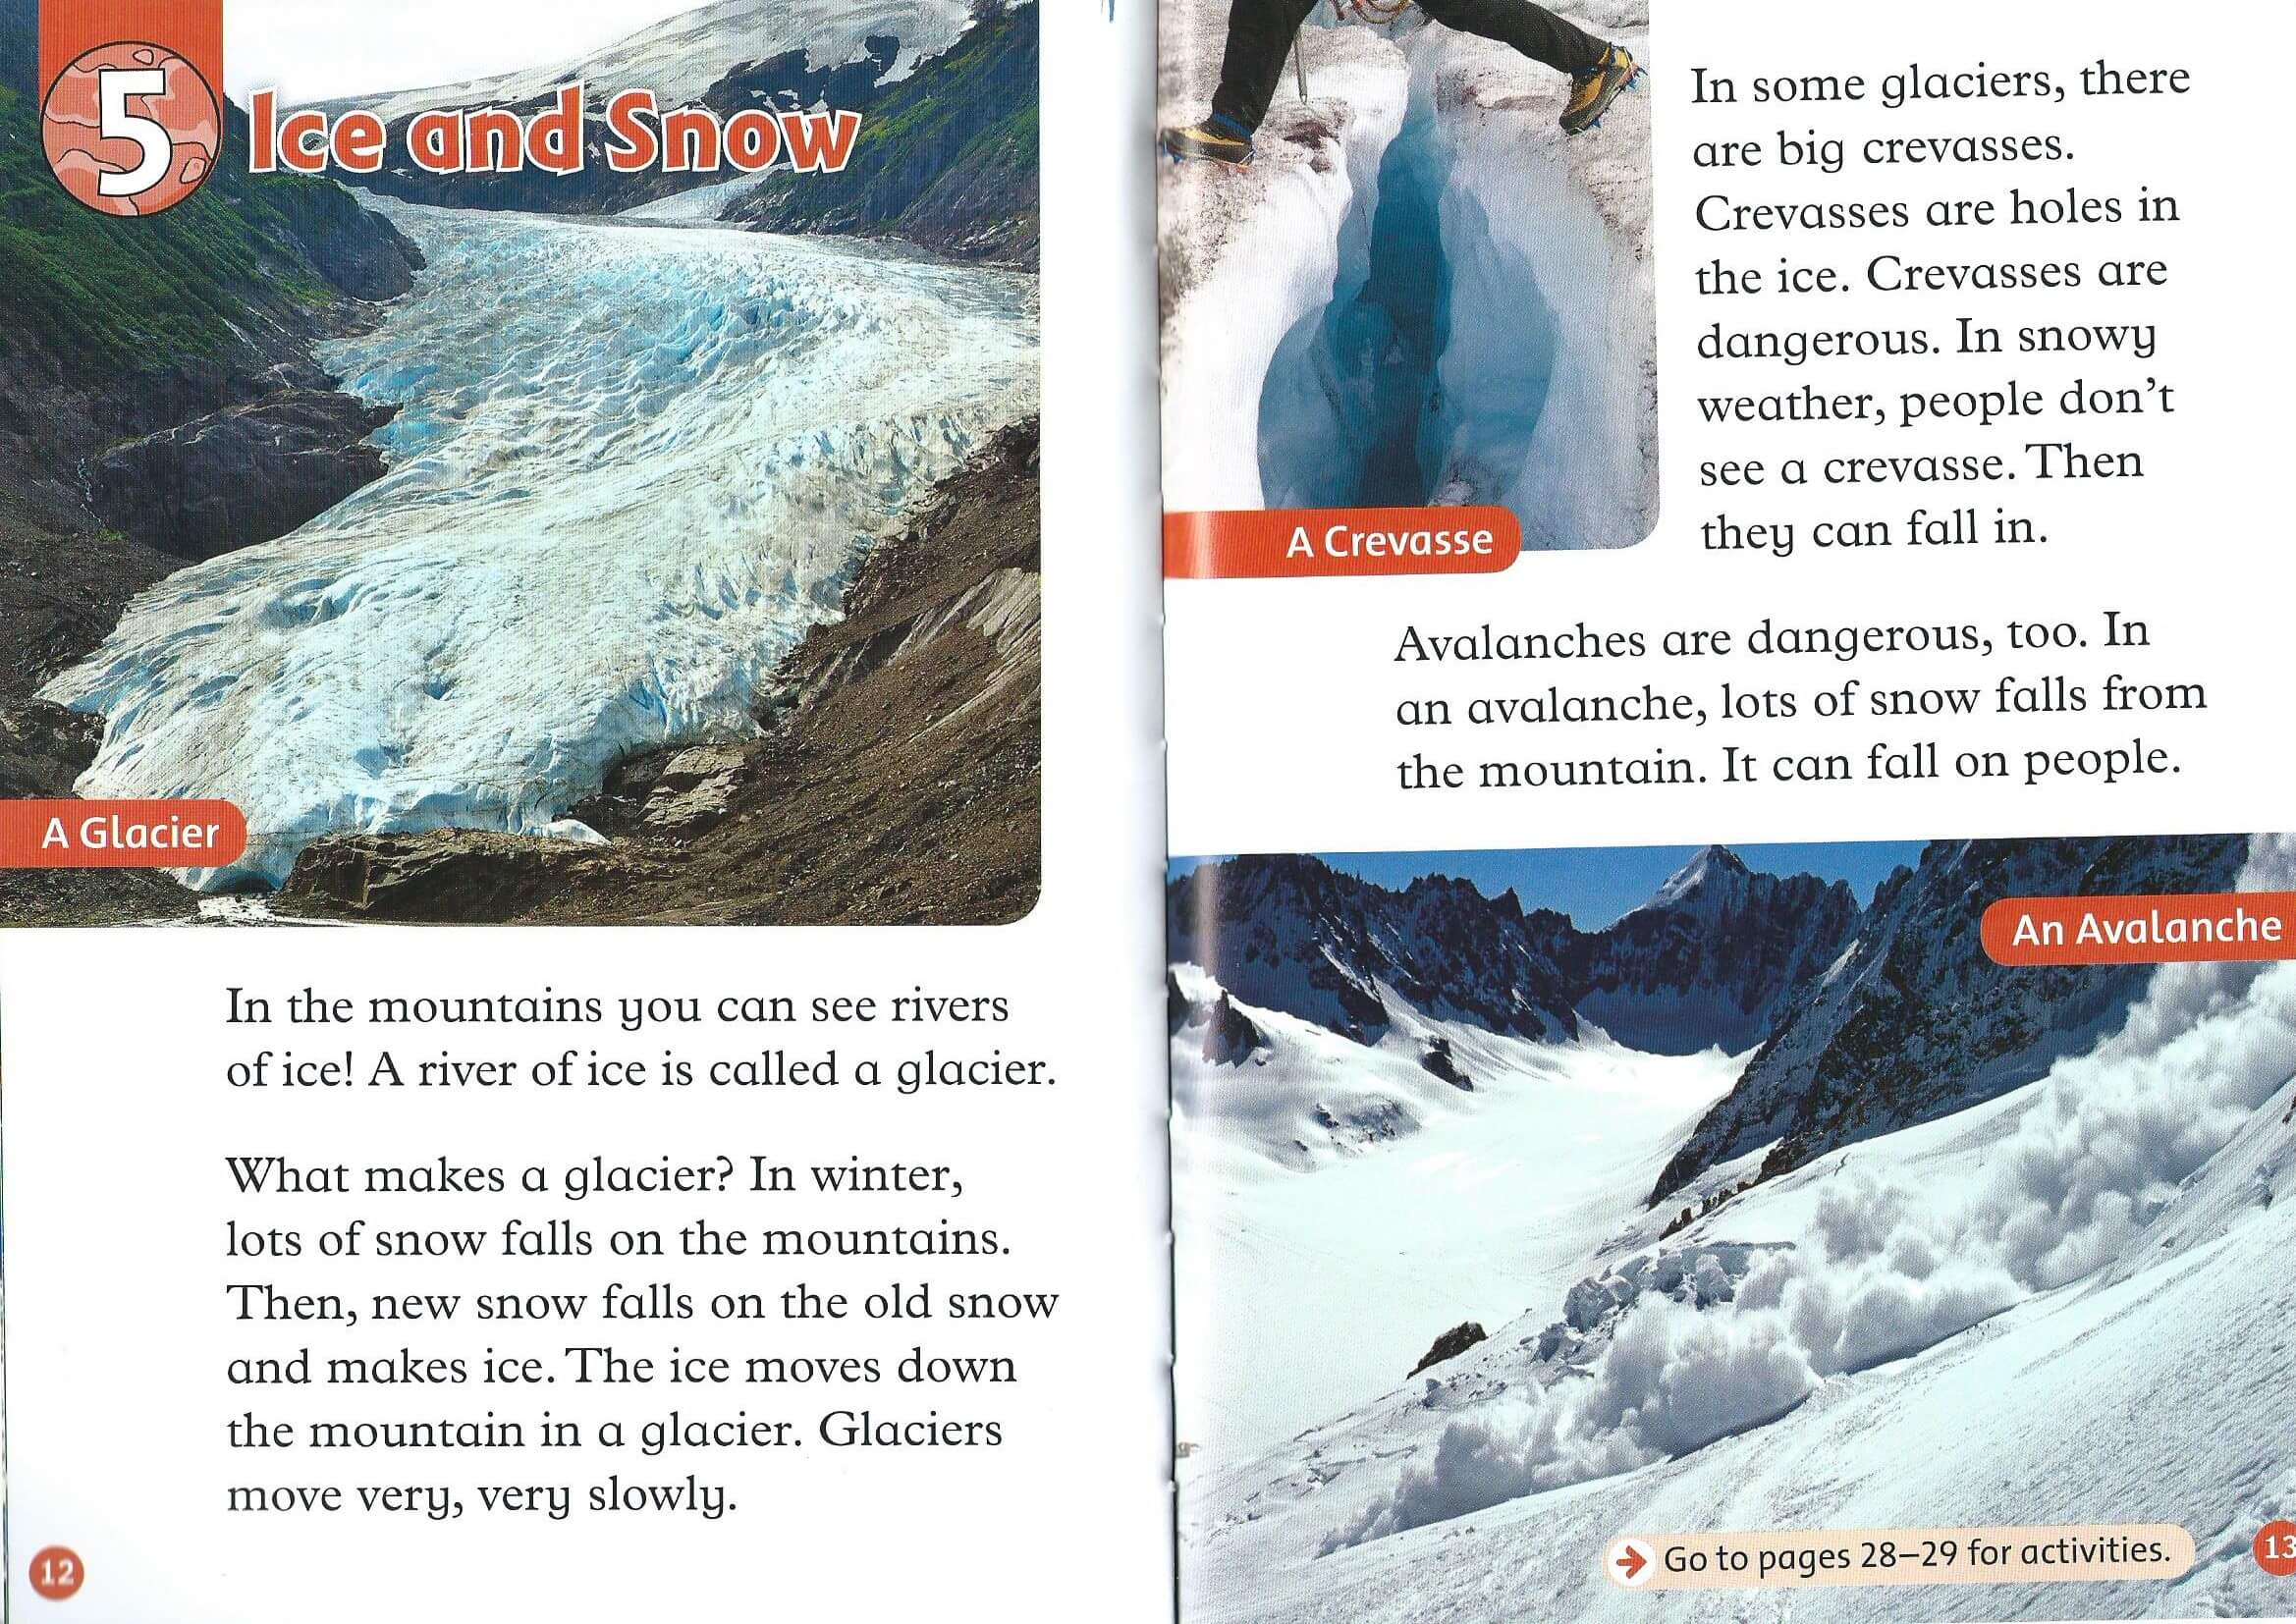 5
Ice and Snow
A Glacier
In the mountains you can see rivers
of ice! A river of ice is called a glacier.
What makes a glacier? In winter,
lots of snow falls on the mountains.
Then, new snow falls on the old snow
and makes ice. The ice moves down
the mountain in a glacier. Glaciers
move very, very slowly.
12
A Crevasse
In some glaciers, there
are big crevasses.
Crevasses are holes in
the ice. Crevasses are
dangerous. In snowy
weather, people don't
see a crevasse. Then
they can fall in.
Avalanches are dangerous, too. In
an avalanche, lots of snow falls from
the mountain. It can fall on people.
An Avalanche
Go to pages 28–29 for activities.
13